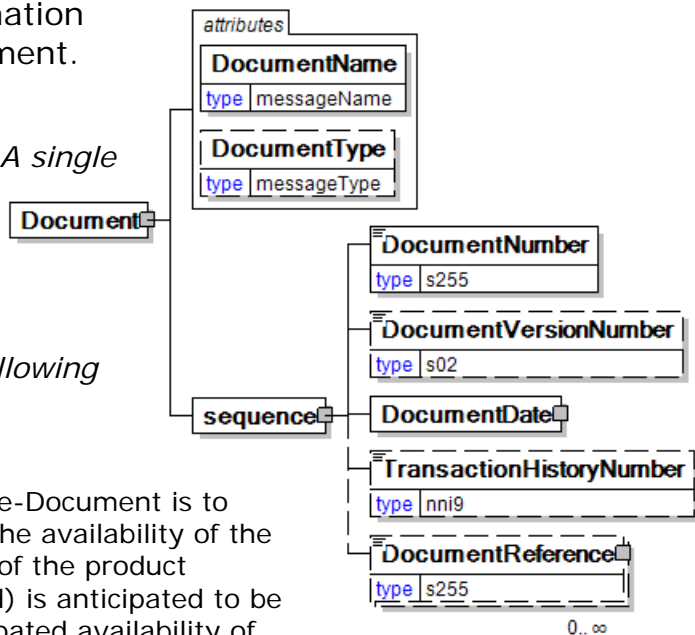 nation
ment.
A single
llowing
e-Document is to
he availability of the
of the product
l) is anticipated to be
pated availability of
attributes
DocumentName
type messageName
DocumentType
type messageType
Document
sequence
DocumentNumber
type s255
DocumentVersionNumber
type s02
DocumentDate
TransactionHistoryNumber
type nni9
DocumentReference
type s255
0..∞